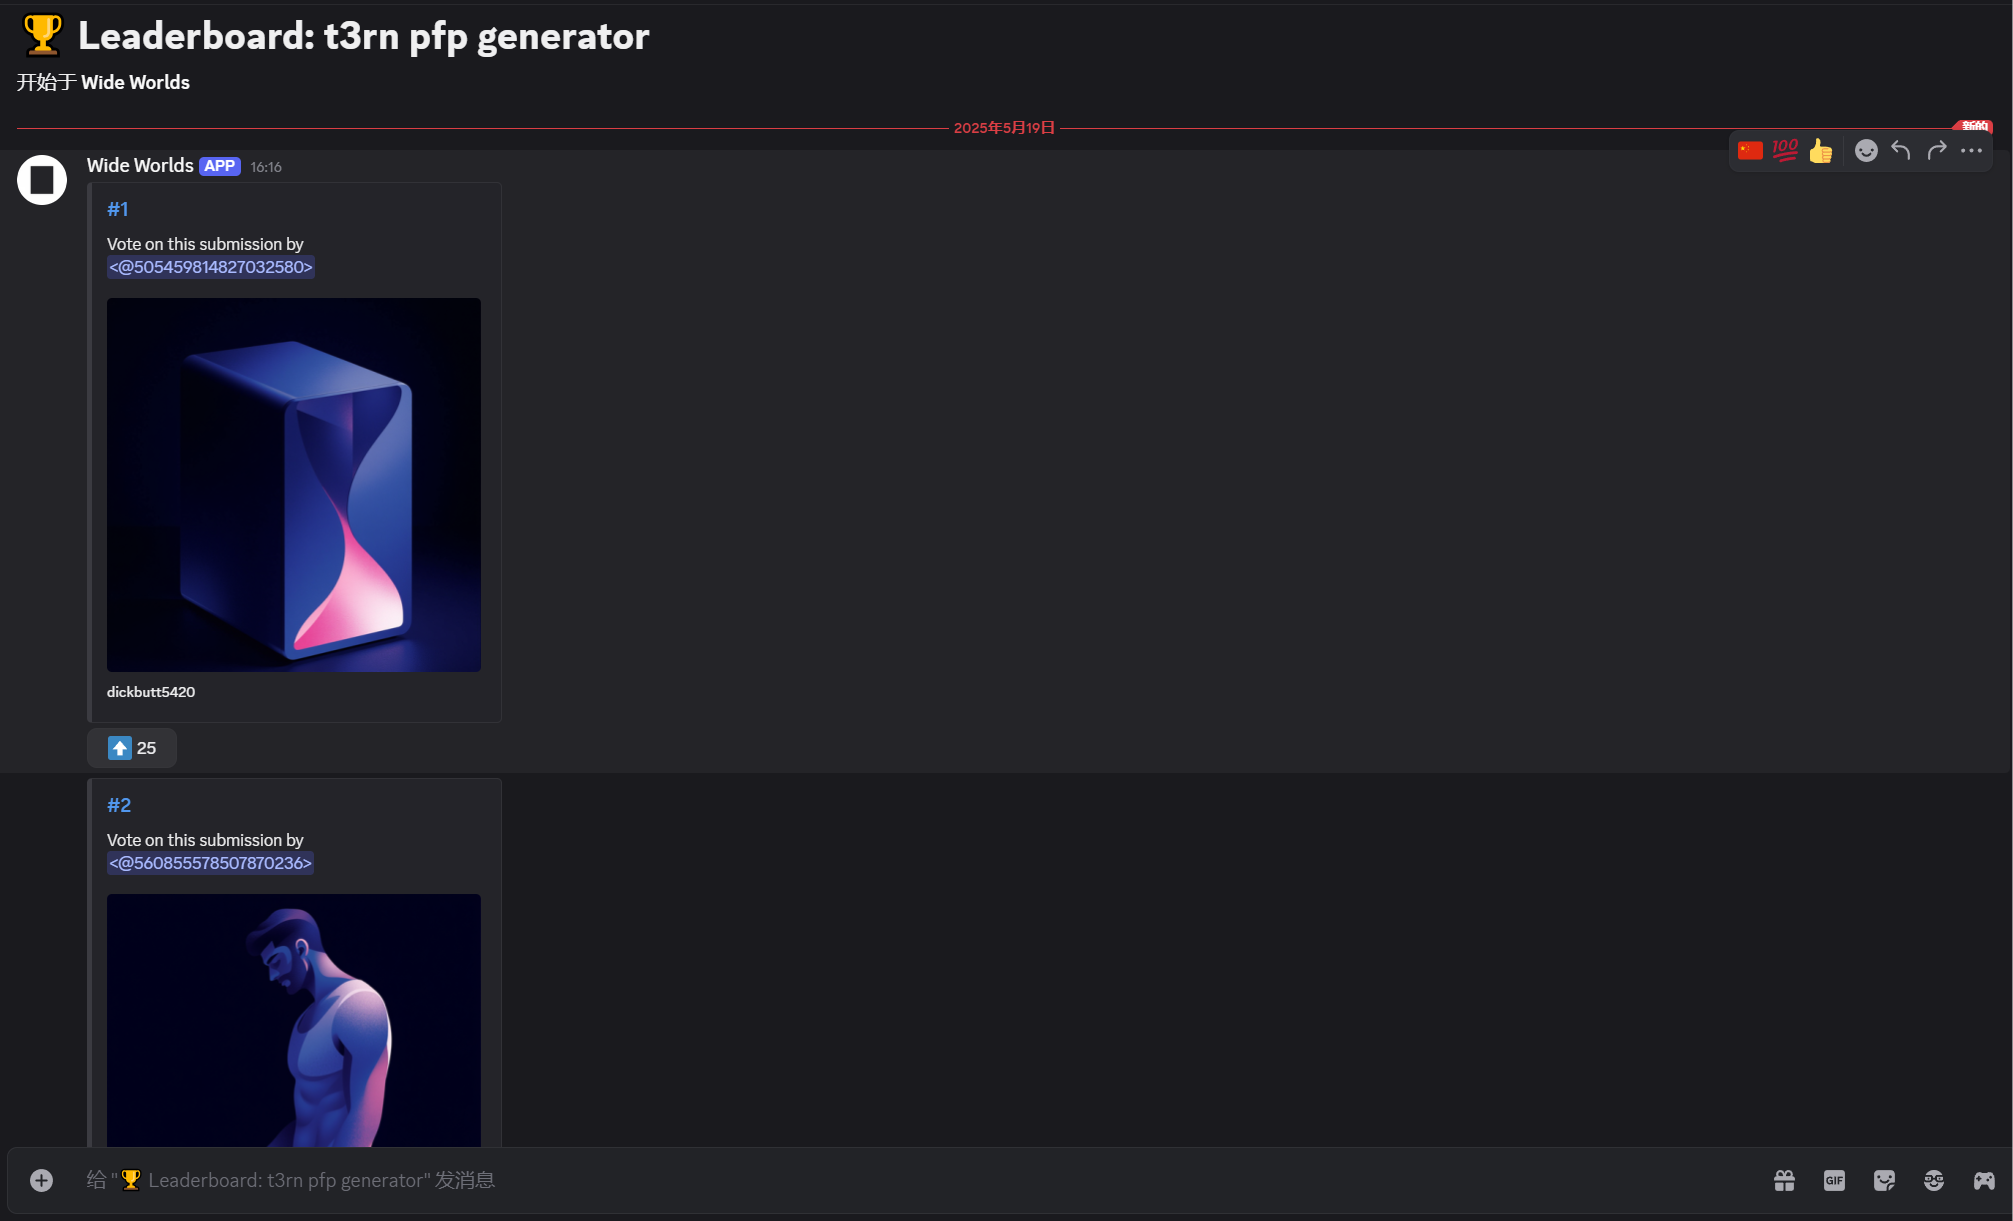 🏆 Leaderboard: t3rn pfp generator
开始于 Wide Worlds
2025年5月19日
新的
Wide Worlds APP 16:16
#1
Vote on this submission by
<@505459814827032580>
dickbutt5420
25
#2
Vote on this submission by
<@560855578507870236>
给 "🏆 Leaderboard: t3rn pfp generator" 发消息
GIF